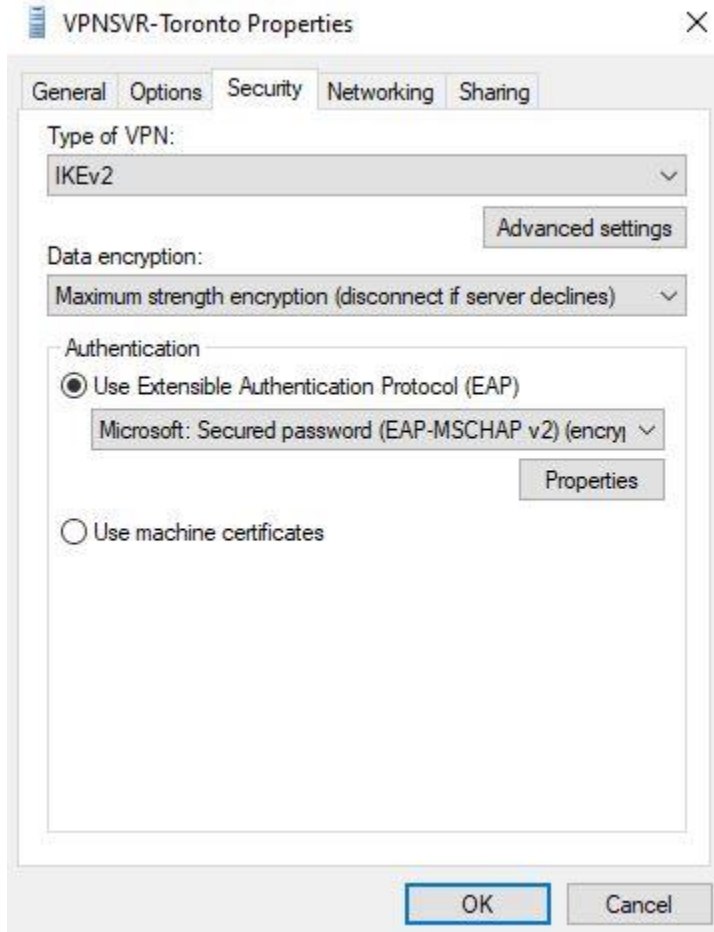 VPNSVR-Toronto Properties
General Options Security Networking Sharing
Type of VPN:
IKEv2
Advanced settings
Data encryption:
Maximum strength encryption (disconnect if server declines)
Authentication
Use Extensible Authentication Protocol (EAP)
Microsoft: Secured password (EAP-MSCHAP v2) (encry
Properties
Use machine certificates
OK Cancel